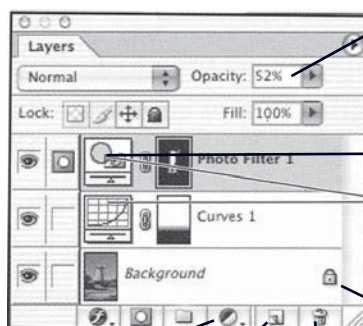 Layers
Normal Opacity: 52%
Lock: Fill: 100%
Photo Filter 1
Curves 1
Background